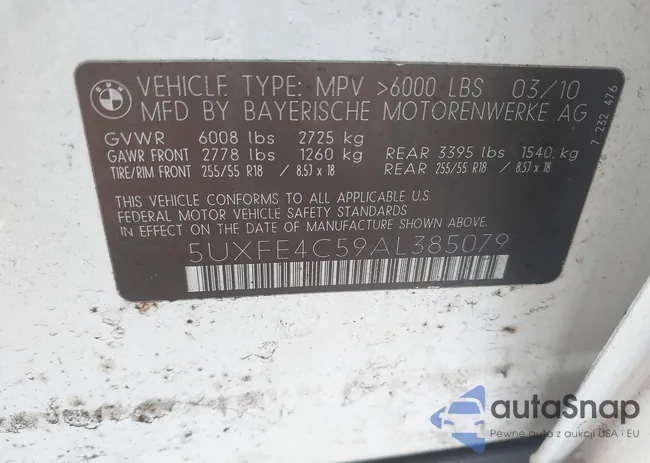 BMW
VEHICLE TYPE: MPV >6000 LBS 03/10
MFD BY BAYERISCHE MOTORENWERKE AG
GVWR 6008 lbs 2725 kg
GAWR FRONT 2778 lbs 1260 kg REAR 3395 lbs 1540 kg
TIRE/RIM FRONT 255/55 R18 / 8.5J x 18 REAR 255/55 R18 / 8.5J x 18
THIS VEHICLE CONFORMS TO ALL APPLICABLE U.S.
FEDERAL MOTOR VEHICLE SAFETY STANDARDS
IN EFFECT ON THE DATE OF MANUFACTURE SHOWN ABOVE.
5UXFE4C59AL385079
7 232 476
autoSnap
Pewne auta z aukcji USA i EU